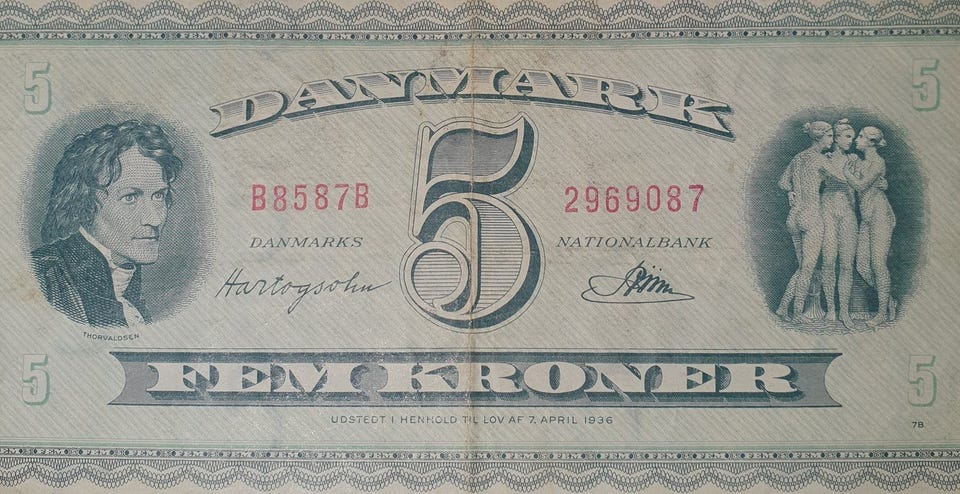 5 DANMARK 5
B8587B 5 2969087
DANMARKS NATIONALBANK
Hartogsohn
THORVALDSEN
5 FEM KRONER 5
UDSTEDT I HENHOLD TIL LOV AF 7. APRIL 1936
7B